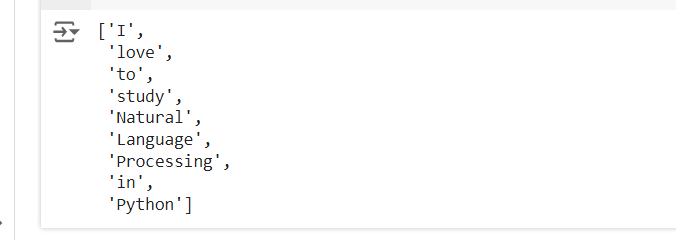 ['I',
'love',
'to',
'study',
'Natural',
'Language',
'Processing',
'in',
'Python']